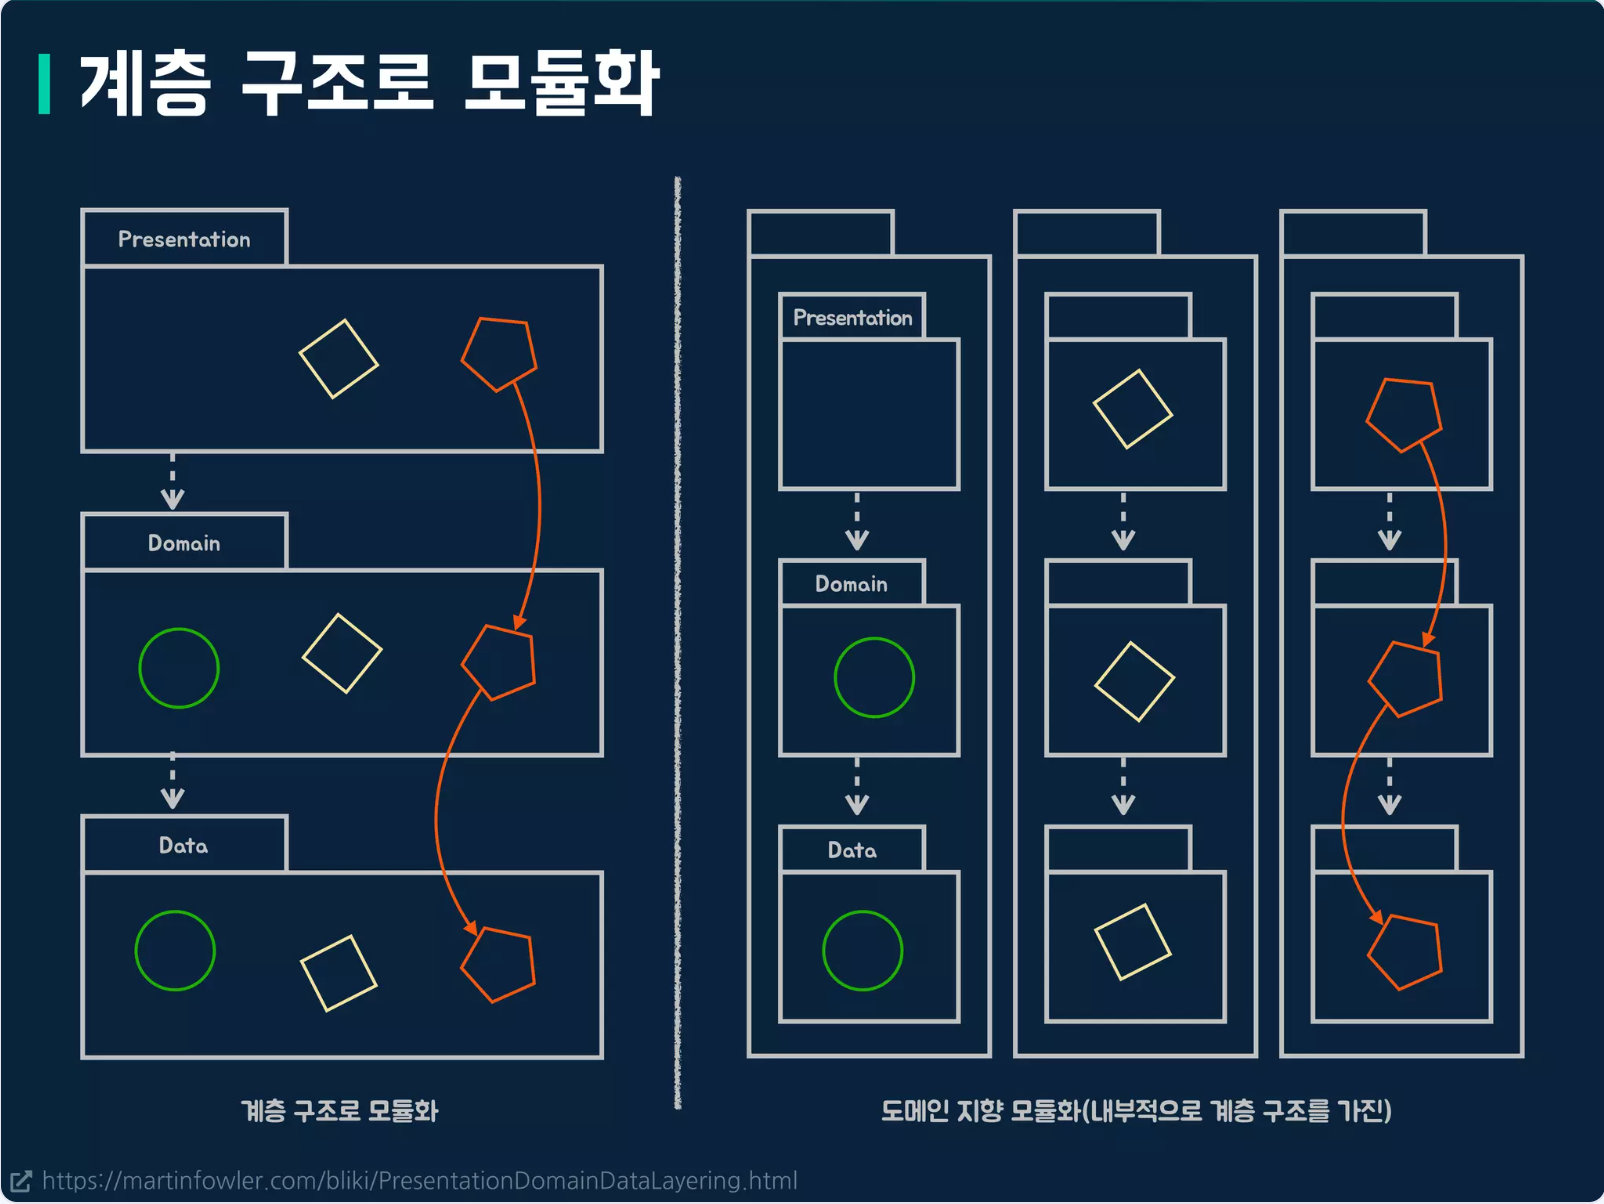 계층 구조로 모듈화
Presentation
Domain
Data
계층 구조로 모듈화
Presentation
Domain
Data
도메인 지향 모듈화(내부적으로 계층 구조를 가진)
https://martinfowler.com/bliki/PresentationDomainDataLayering.html